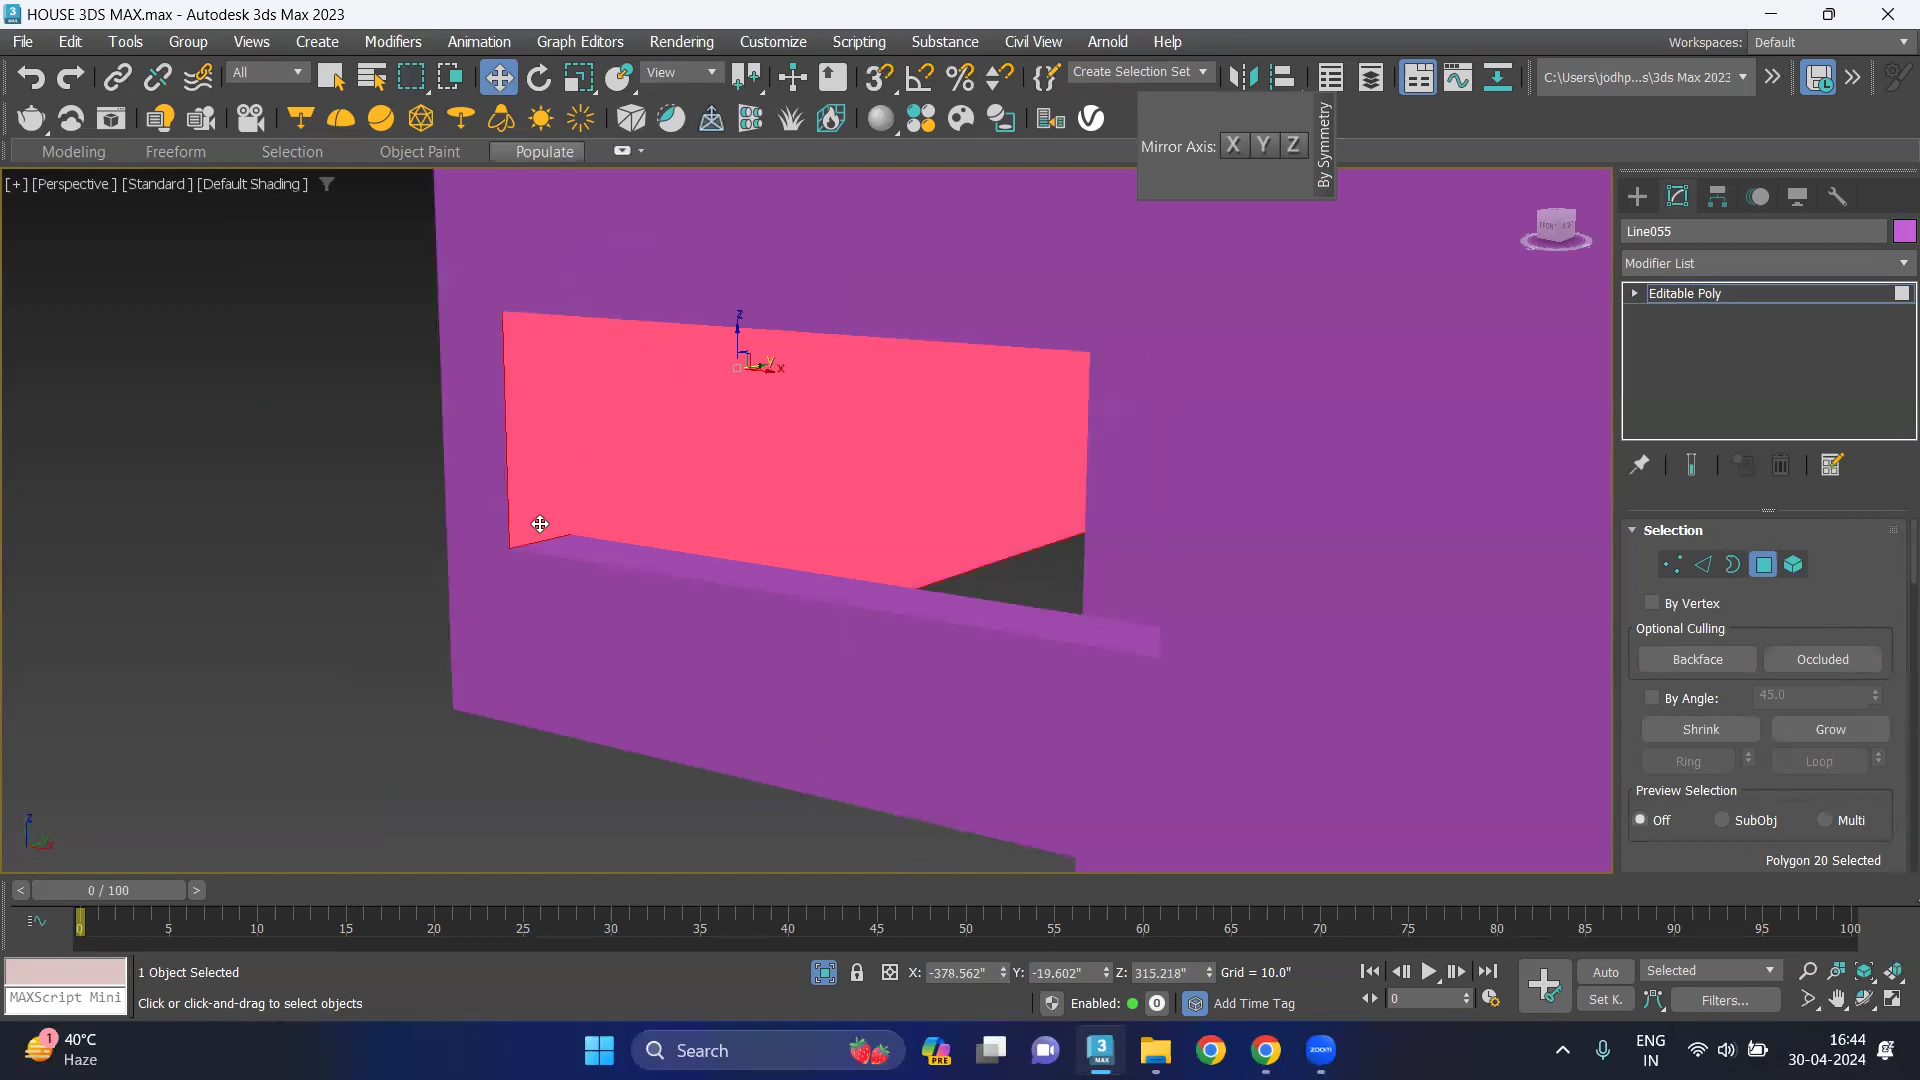 HOUSE 3DS MAX.max - Autodesk 3ds Max 2023
File Edit Tools Group Views Create Modifiers Animation Graph Editors Rendering Customize Scripting Substance Civil View Arnold Help
Workspaces: Default
All
View
Create Selection Set
C:\Users\jodhp...s\3ds Max 2023
Modeling Freeform Selection Object Paint Populate
Mirror Axis: X Y Z
By Symmetry
[+] [Perspective ] [Standard ] [Default Shading ]
Line055
Modifier List
Editable Poly
Selection
By Vertex
Optional Culling
Backface Occluded
By Angle: 45.0
Shrink Grow
Ring Loop
Preview Selection
Off SubObj Multi
Polygon 20 Selected
z
y
x
0 / 100
0 5 10 15 20 25 30 35 40 45 50 55 60 65 70 75 80 85 90 95 100
1 Object Selected
MAXScript Mini
Click or click-and-drag to select objects
X: -378.562" Y: -19.602" Z: 315.218" Grid = 10.0"
Enabled: 0 Add Time Tag
0
Auto Selected
Set K. Filters...
1
40°C
Haze
Search
PRE
3
MAX
zoom
ENG
IN
16:44
30-04-2024